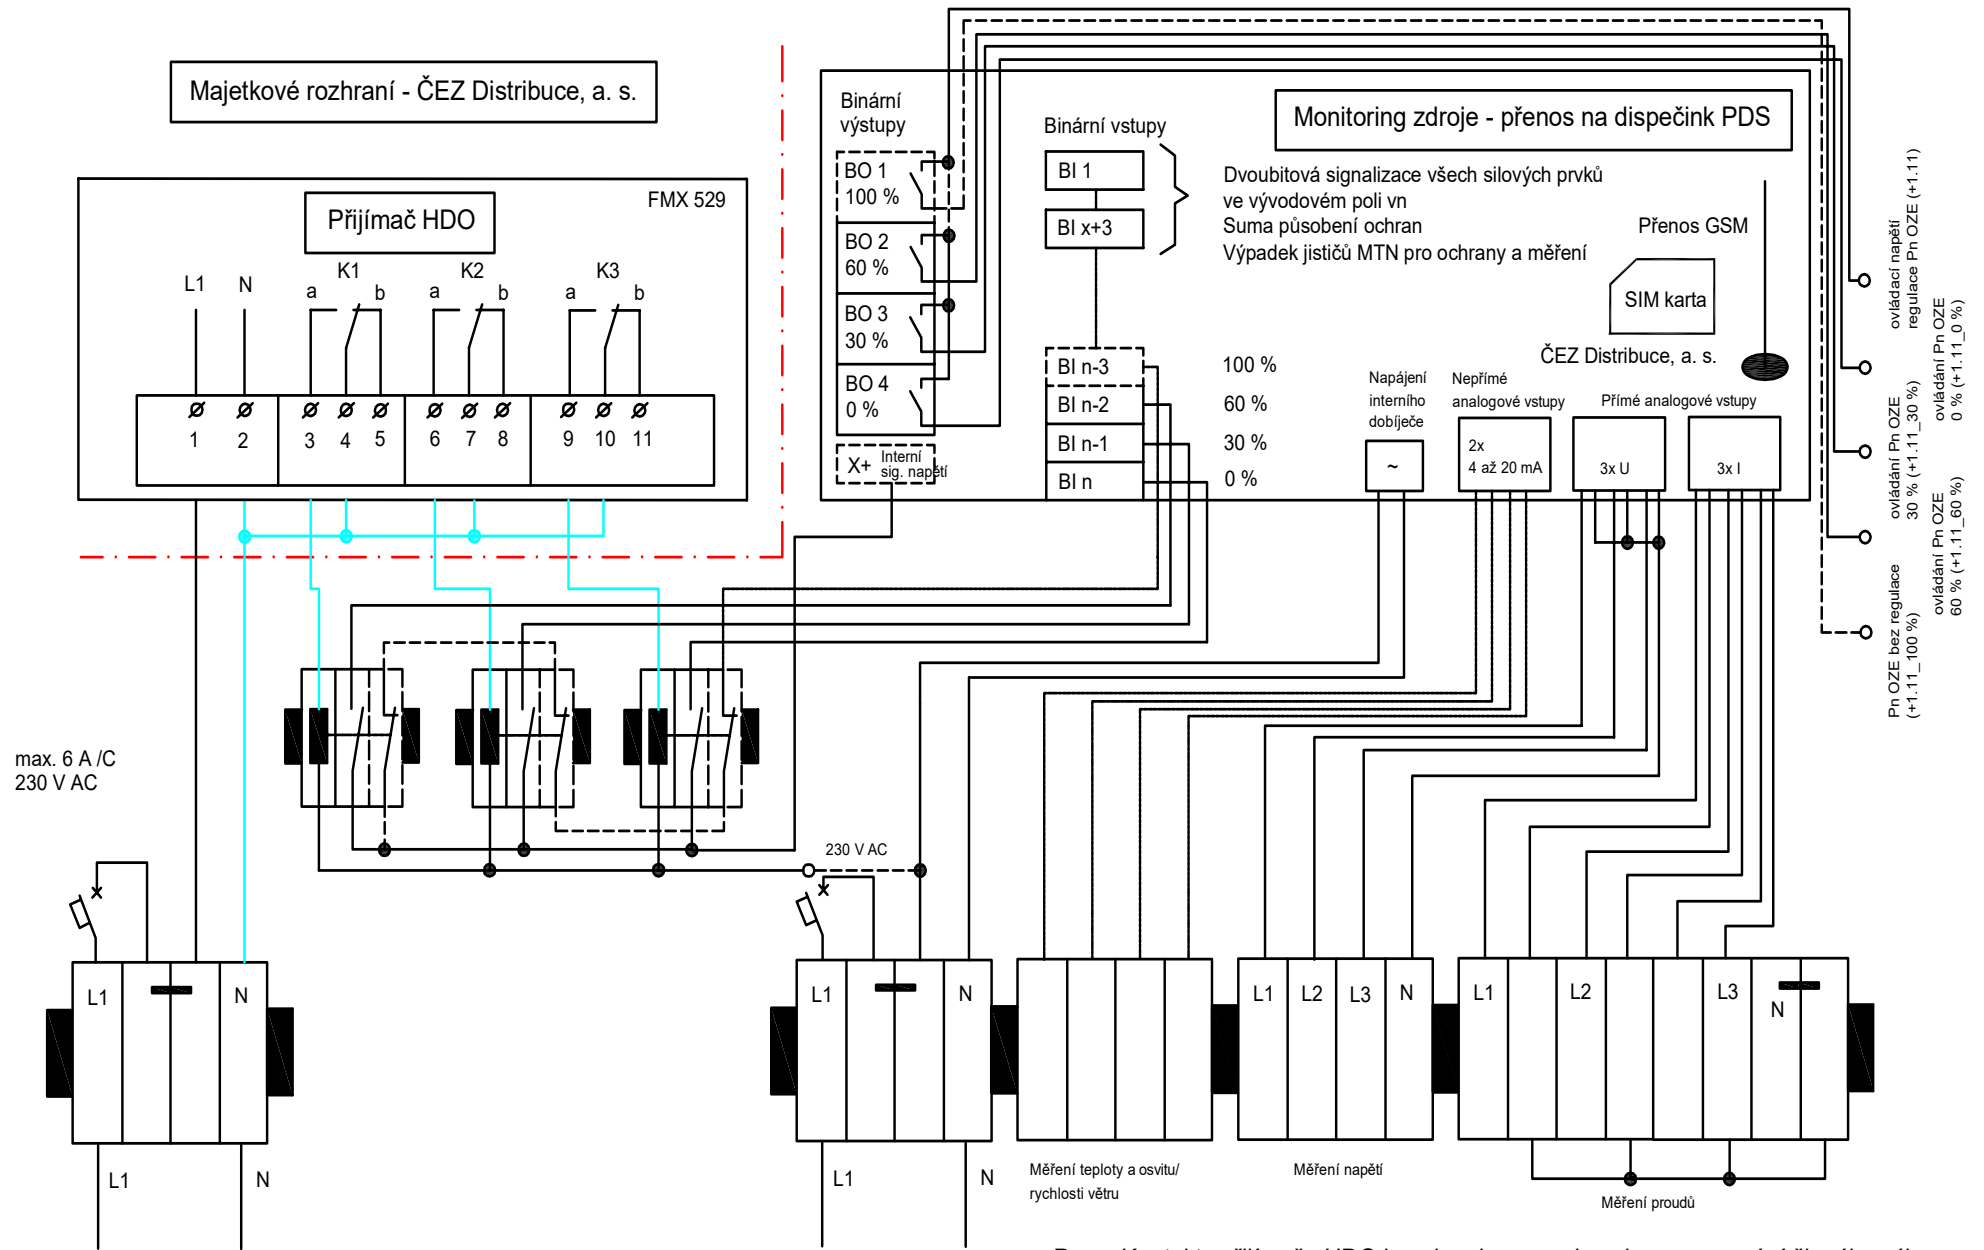 Majetkové rozhraní - ČEZ Distribuce, a. s.
FMX 529
Přijímač HDO
L1
N
K1
a
b
K2
a
b
K3
a
b
1
2
3
4
5
6
7
8
9
10
11
Monitoring zdroje - přenos na dispečink PDS
Binární
výstupy
BO 1
100 %
BO 2
60 %
BO 3
30 %
BO 4
0 %
X+
Interní
sig. napětí
Binární vstupy
BI 1
BI x+3
BI n-3
BI n-2
BI n-1
BI n
Dvoubitová signalizace všech silových prvků
ve vývodovém poli vn
Suma působení ochran
Výpadek jističů MTN pro ochrany a měření
100 %
60 %
30 %
0 %
Přenos GSM
SIM karta
ČEZ Distribuce, a. s.
Napájení
interního
dobíječe
~
Nepřímé
analogové vstupy
2x
4 až 20 mA
Přímé analogové vstupy
3x U
3x I
ovládací napětí
regulace Pn OZE (+1.11)
ovládání Pn OZE
0 % (+1.11_0 %)
ovládání Pn OZE
30 % (+1.11_30 %)
ovládání Pn OZE
60 % (+1.11_60 %)
Pn OZE bez regulace
(+1.11_100 %)
max. 6 A /C
230 V AC
230 V AC
L1
N
L1
N
L1
N
L1
N
Měření teploty a osvitu/
rychlosti větru
L1
L2
L3
N
Měření napětí
L1
L2
L3
N
Měření proudů